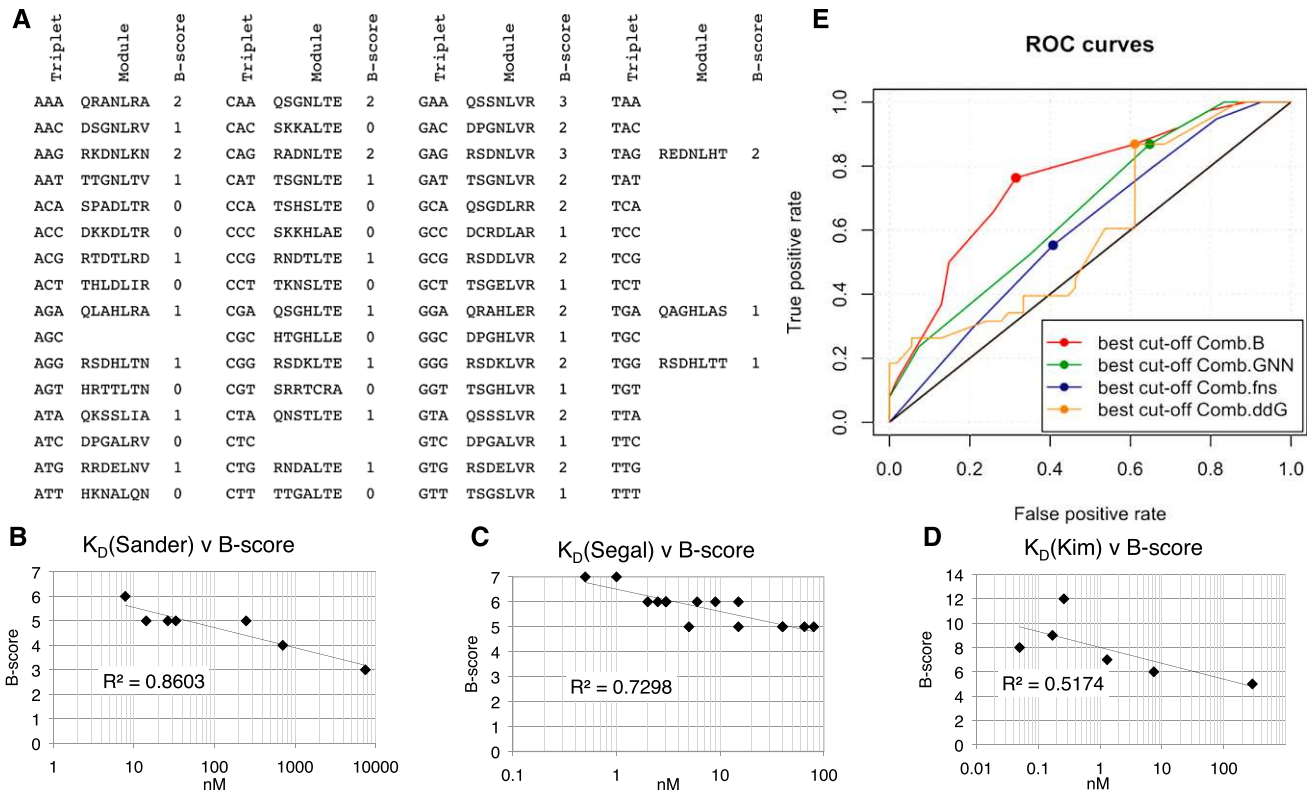 A
Triplet Module B-score Triplet Module B-score Triplet Module B-score Triplet Module B-score
AAA QRANLRA 2 CAA QSGNLTE 2 GAA QSSNLVR 3 TAA
AAC DSGNLRV 1 CAC SKKALTE 0 GAC DPGNLVR 2 TAC
AAG RKDNLKN 2 CAG RADNLTE 2 GAG RSDNLVR 3 TAG REDNLHT 2
AAT TTGNLTV 1 CAT TSGNLTE 1 GAT TSGNLVR 2 TAT
ACA SPADLTR 0 CCA TSHSLTE 0 GCA QSGDLRR 2 TCA
ACC DKKDLTR 0 CCC SKKHLAE 0 GCC DCRDLAR 1 TCC
ACG RTDTLRD 1 CCG RNDTLTE 1 GCG RSDDLVR 2 TCG
ACT THLDLIR 0 CCT TKNSLTE 0 GCT TSGELVR 1 TCT
AGA QLAHLRA 1 CGA QSGHLTE 1 GGA QRAHLER 2 TGA QAGHLAS 1
AGC CGC HTGHLLE 0 GGC DPGHLVR 1 TGC
AGG RSDHLTN 1 CGG RSDKLTE 1 GGG RSDKLVR 2 TGG RSDHLTT 1
AGT HRTTLTN 0 CGT SRRTCRA 0 GGT TSGHLVR 1 TGT
ATA QKSSLIA 1 CTA QNSTLTE 1 GTA QSSSLVR 2 TTA
ATC DPGALRV 0 CTC GTC DPGALVR 1 TTC
ATG RRDELNV 1 CTG RNDALTE 1 GTG RSDELVR 2 TTG
ATT HKNALQN 0 CTT TTGALTE 0 GTT TSGSLVR 1 TTT
E
ROC curves
True positive rate
1.0
0.8
0.6
0.4
0.2
0.0
best cut-off Comb.B
best cut-off Comb.GNN
best cut-off Comb.fns
best cut-off Comb.ddG
0.0 0.2 0.4 0.6 0.8 1.0
False positive rate
B
KD(Sander) v B-score
B-score
7
6
5
4
3
2
1
0
R² = 0.8603
1 10 100 1000 10000
nM
C
KD(Segal) v B-score
B-score
7
6
5
4
3
2
1
0
R² = 0.7298
0.1 1 10 100
nM
D
KD(Kim) v B-score
B-score
14
12
10
8
6
4
2
0
R² = 0.5174
0.01 0.1 1 10 100
nM